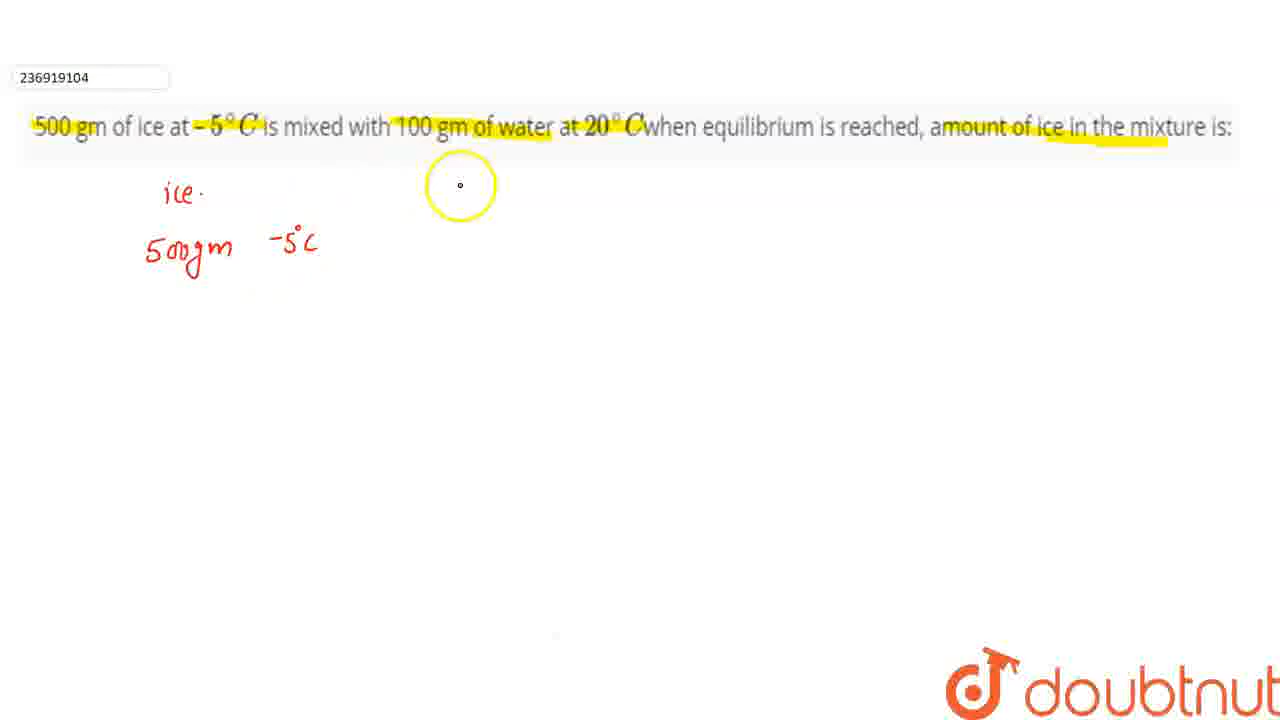 236919104
500 gm of ice at – 5° C is mixed with 100 gm of water at 20° C when equilibrium is reached, amount of ice in the mixture is:
ice.
500gm -5°C
doubtnut